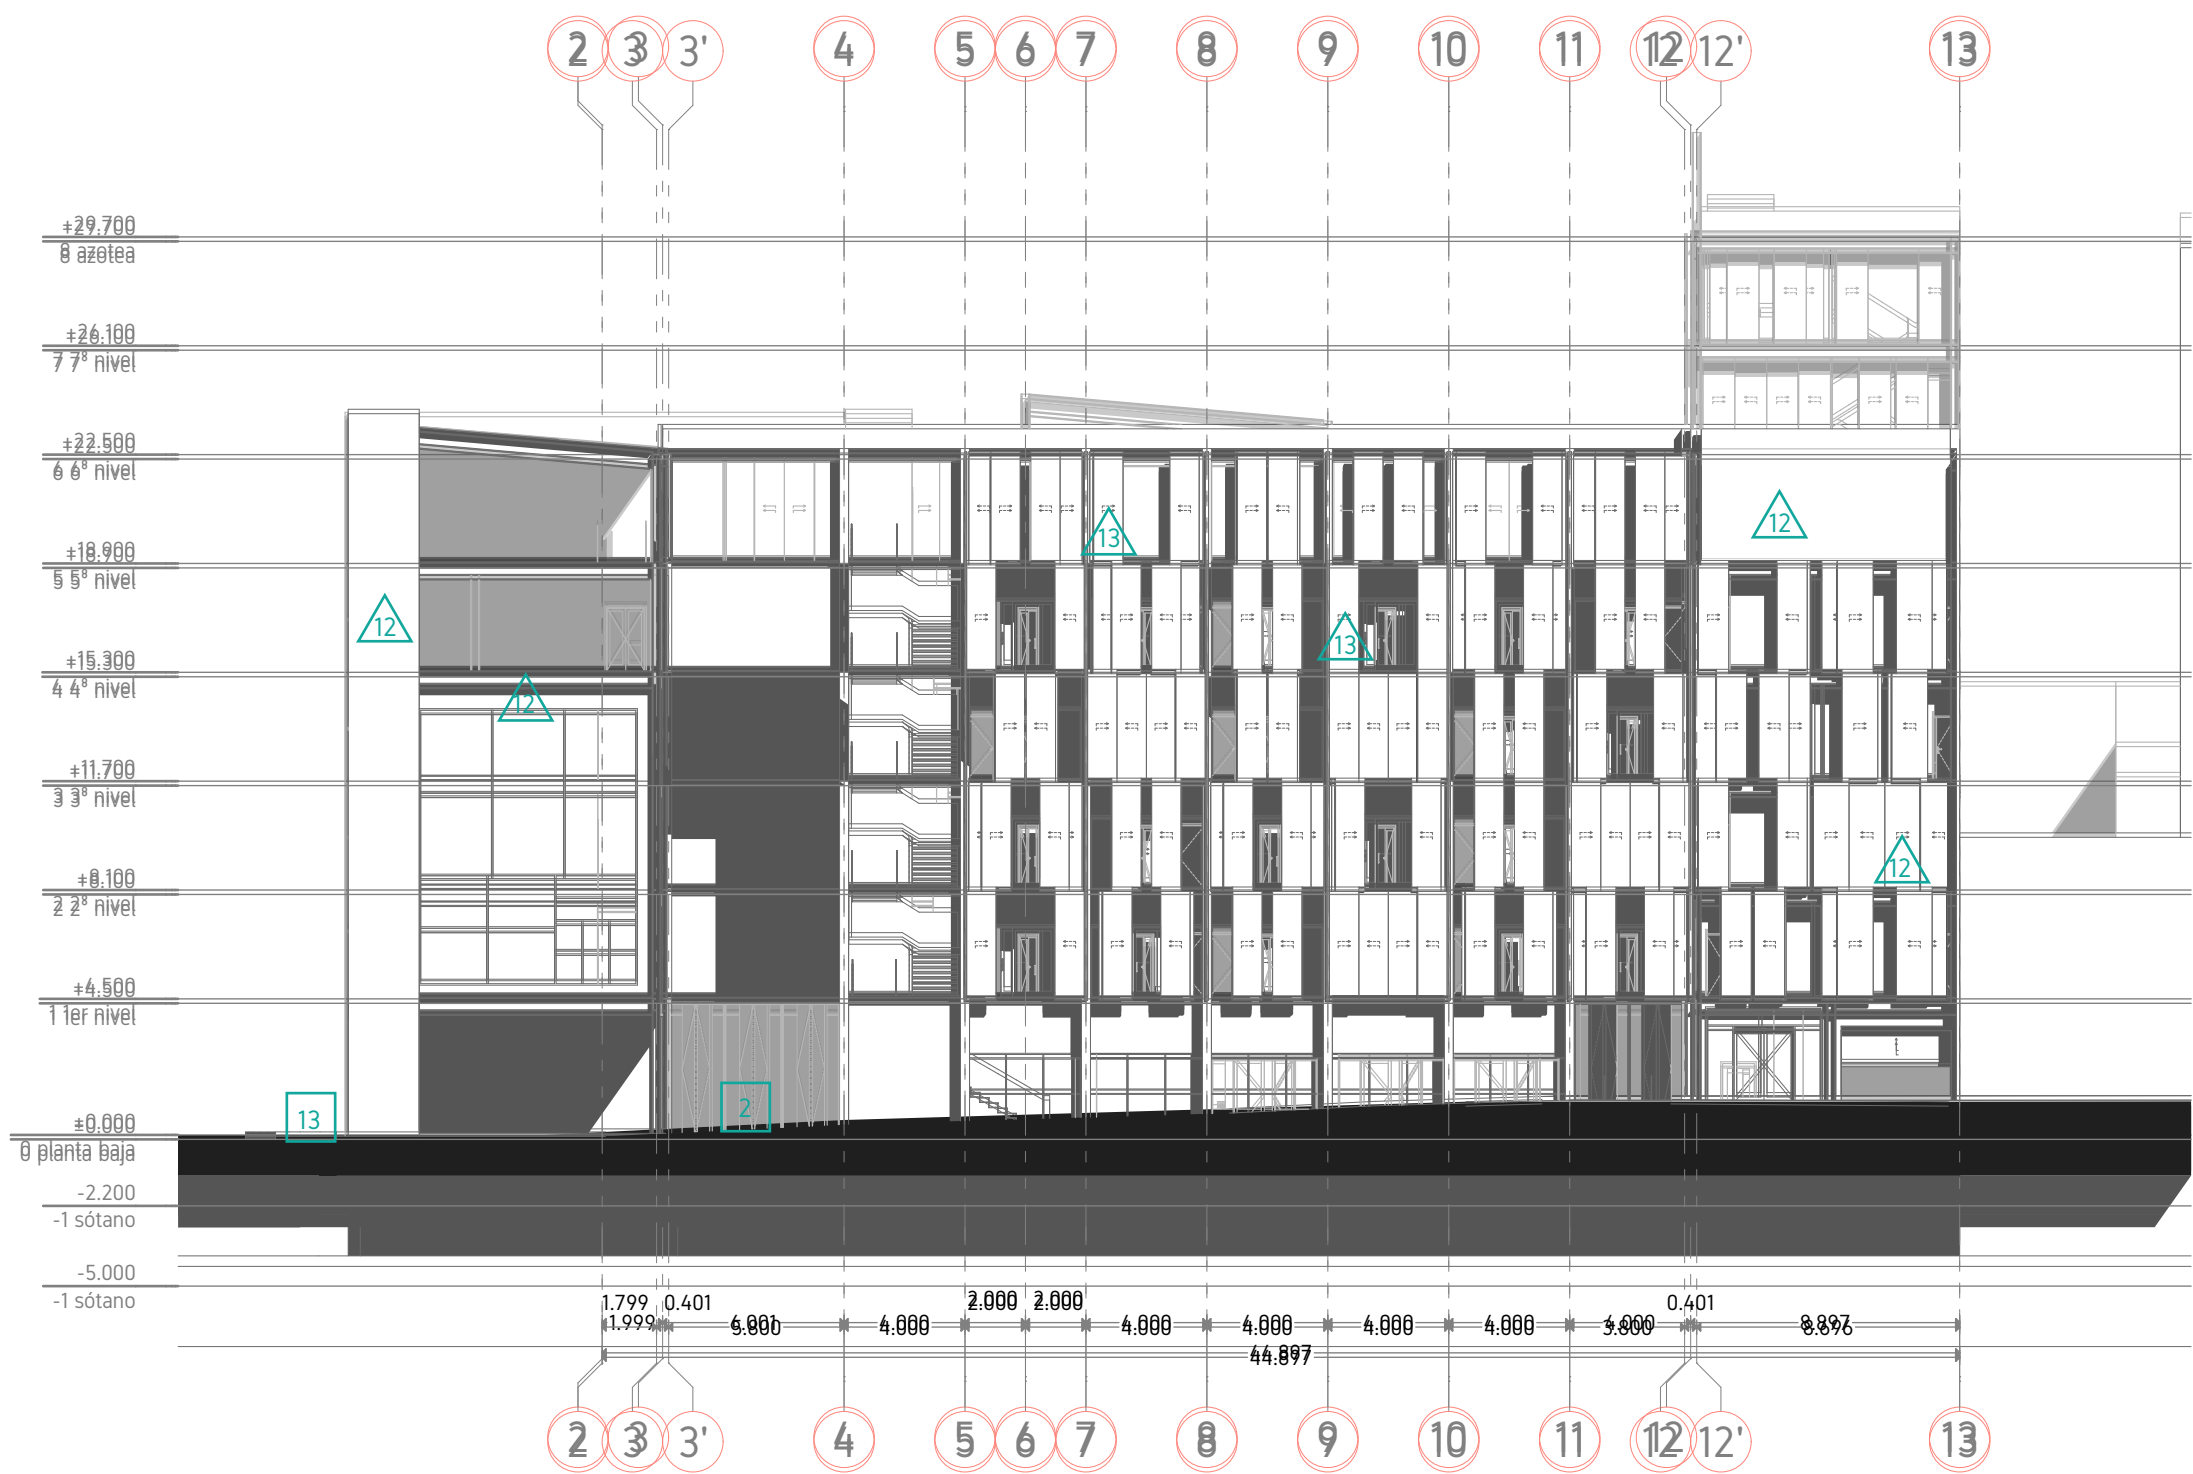 2 3 3' 4 5 6 7 8 9 10 11 12 12' 13
+29.700
8 azotea
+26.100
7 7° nivel
+22.500
6 6° nivel
+18.900
5 5° nivel
+15.300
4 4° nivel
+11.700
3 3° nivel
+8.100
2 2° nivel
+4.500
1 1er nivel
±0.000
0 planta baja
-2.200
-1 sótano
-5.000
-1 sótano
13
12
13
12
12
12
13
2
1.799 0.401 2.000 2.000 0.401
1.999 4.000 4.000 4.000 4.000 4.000
44.897
2 3 3' 4 5 6 7 8 9 10 11 12 12' 13